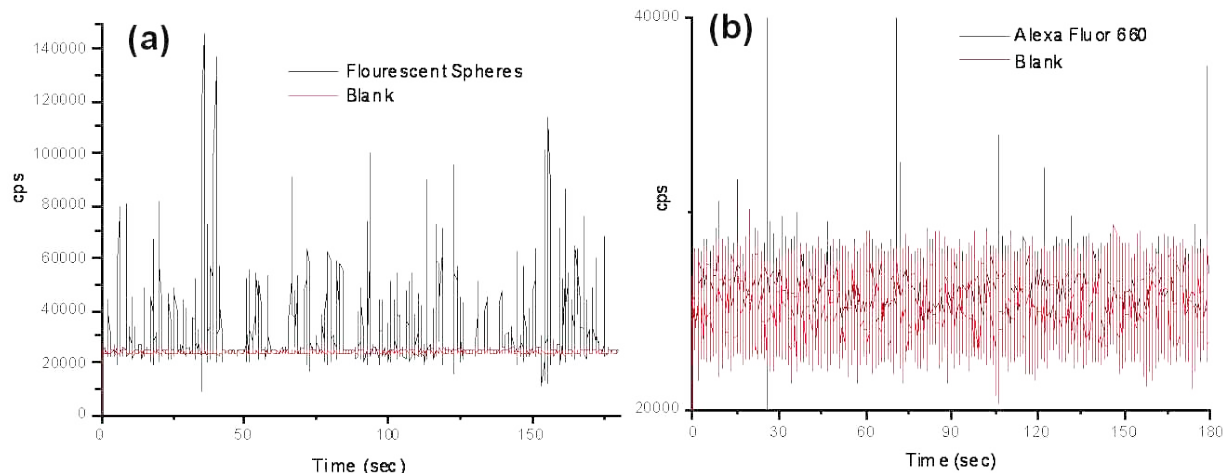 (a)
Flourescent Spheres
Blank
cps
140000
120000
100000
80000
60000
40000
20000
0
0
50
100
150
Time (sec)
(b)
Alexa Fluor 660
Blank
cps
40000
20000
0
30
60
90
120
150
180
Time (sec)